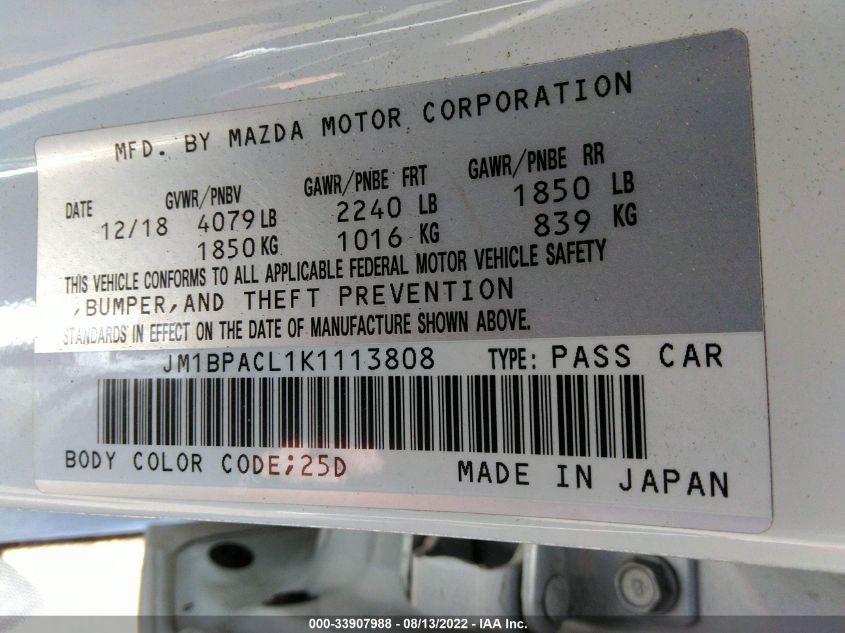 MFD. BY MAZDA MOTOR CORPORATION
DATE GVWR/PNBV GAWR/PNBE FRT GAWR/PNBE RR
12/18 4079 LB 2240 LB 1850 LB
1850 KG 1016 KG 839 KG
THIS VEHICLE CONFORMS TO ALL APPLICABLE FEDERAL MOTOR VEHICLE SAFETY
,BUMPER,AND THEFT PREVENTION
STANDARDS IN EFFECT ON THE DATE OF MANUFACTURE SHOWN ABOVE.
JM1BPACL1K1113808 TYPE: PASS CAR
BODY COLOR CODE;25D MADE IN JAPAN
000-33907988 - 08/13/2022 - IAA Inc.